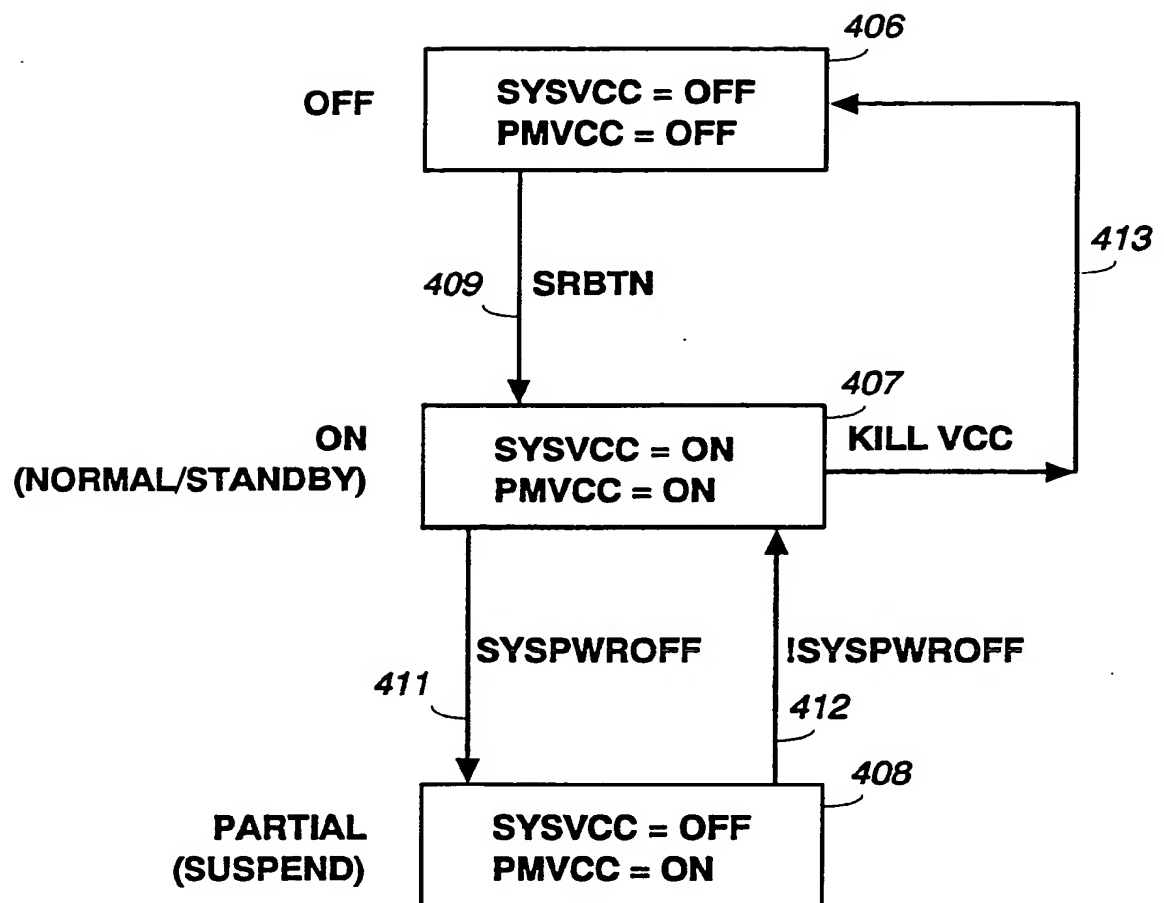 406
OFF
SYSVCC = OFF
PMVCC = OFF
413
409
SRBTN
407
ON
(NORMAL/STANDBY)
SYSVCC = ON
PMVCC = ON
KILL VCC
SYSPWROFF
!SYSPWROFF
411
412
408
PARTIAL
(SUSPEND)
SYSVCC = OFF
PMVCC = ON